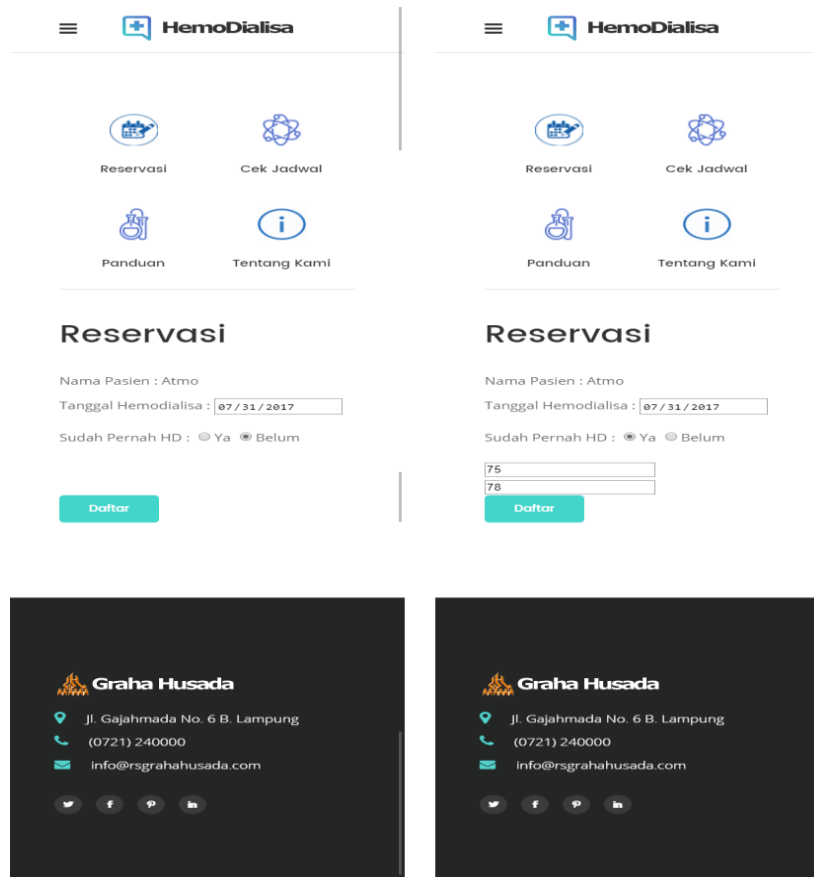 HemoDialisa
Reservasi Cek Jadwal
Panduan Tentang Kami
Reservasi
Nama Pasien : Atmo
Tanggal Hemodialisa : 07/31/2017
Sudah Pernah HD : Ya Belum
Daftar
Graha Husada
Jl. Gajahmada No. 6 B. Lampung
(0721) 240000
info@rsgrahahusada.com
HemoDialisa
Reservasi Cek Jadwal
Panduan Tentang Kami
Reservasi
Nama Pasien : Atmo
Tanggal Hemodialisa : 07/31/2017
Sudah Pernah HD : Ya Belum
75
78
Daftar
Graha Husada
Jl. Gajahmada No. 6 B. Lampung
(0721) 240000
info@rsgrahahusada.com